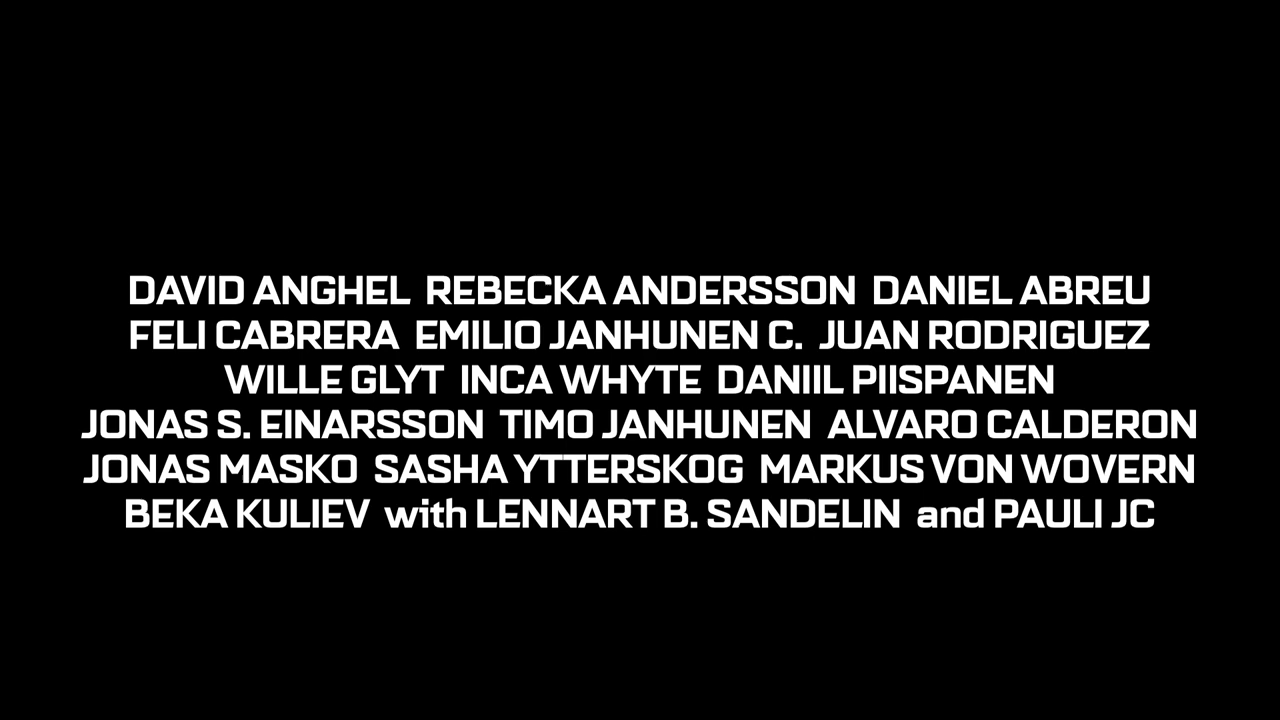 DAVID ANGHEL REBECKA ANDERSSON DANIEL ABREU
FELI CABRERA EMILIO JANHUNEN C. JUAN RODRIGUEZ
WILLE GLYT INCA WHYTE DANIIL PIISPANEN
JONAS S. EINARSSON TIMO JANHUNEN ALVARO CALDERON
JONAS MASKO SASHA YTTERSKOG MARKUS VON WOVERN
BEKA KULIEV with LENNART B. SANDELIN and PAULI JC